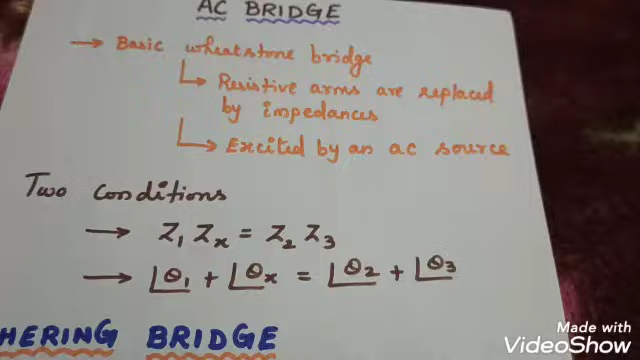 AC BRIDGE
→ Basic wheatstone bridge
↳ Resistive arms are replaced
by impedances
↳ Excited by an ac source
Two conditions
→ Z₁ Zₓ = Z₂ Z₃
→ ∠θ₁ + ∠θₓ = ∠θ₂ + ∠θ₃
HERING BRIDGE
Made with
VideoShow